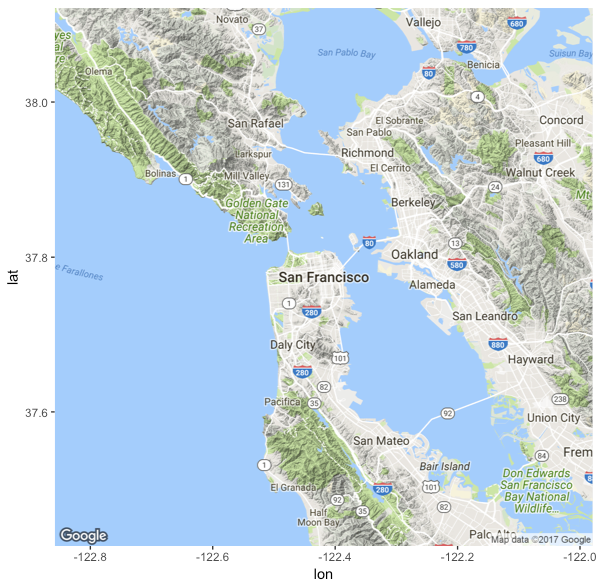 Novato
37
Vallejo
680
780
San Pablo Bay
Suisun Bay
Benicia
80
yes
al
re
Olema
4
38.0
San Rafael
El Sobrante
Concord
San Pablo
Pleasant Hill
Larkspur
Richmond
680
Bolinas
1
Mill Valley
El Cerrito
Walnut Creek
131
24
Mt
Golden Gate
National
Recreation
Area
Berkeley
80
13
37.8
Oakland
580
e Farallones
San Francisco
Alameda
1
280
San Leandro
lat
Daly City
101
880
Hayward
280
82
Pacifica
35
238
37.6
92
Union City
San Mateo
84
Frem
1
Bair Island
Don Edwards
San Francisco
Bay National
Wildlife...
El Granada
280
101
92
82
Half
Moon Bay
35
Google
Palo Alto
Map data ©2017 Google
-122.8
-122.6
-122.4
-122.2
-122.0
lon